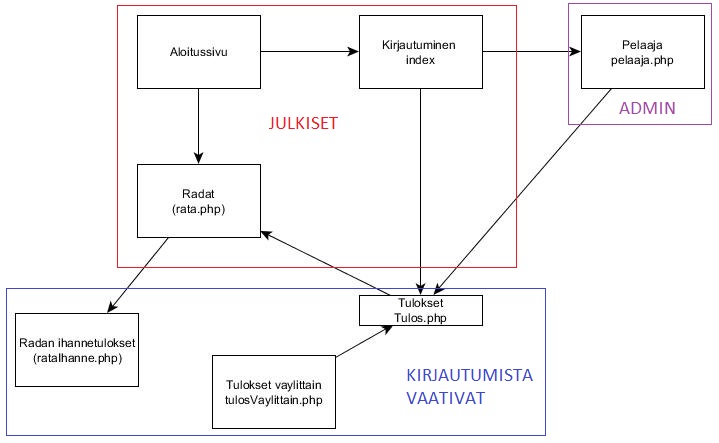 Aloitussivu
Kirjautuminen
index
Pelaaja
pelaaja.php
JULKISET
ADMIN
Radat
(rata.php)
Tulokset
Tulos.php
Radan ihannetulokset
(rataIhanne.php)
Tulokset vaylittain
tulosVaylittain.php
KIRJAUTUMISTA
VAATIVAT